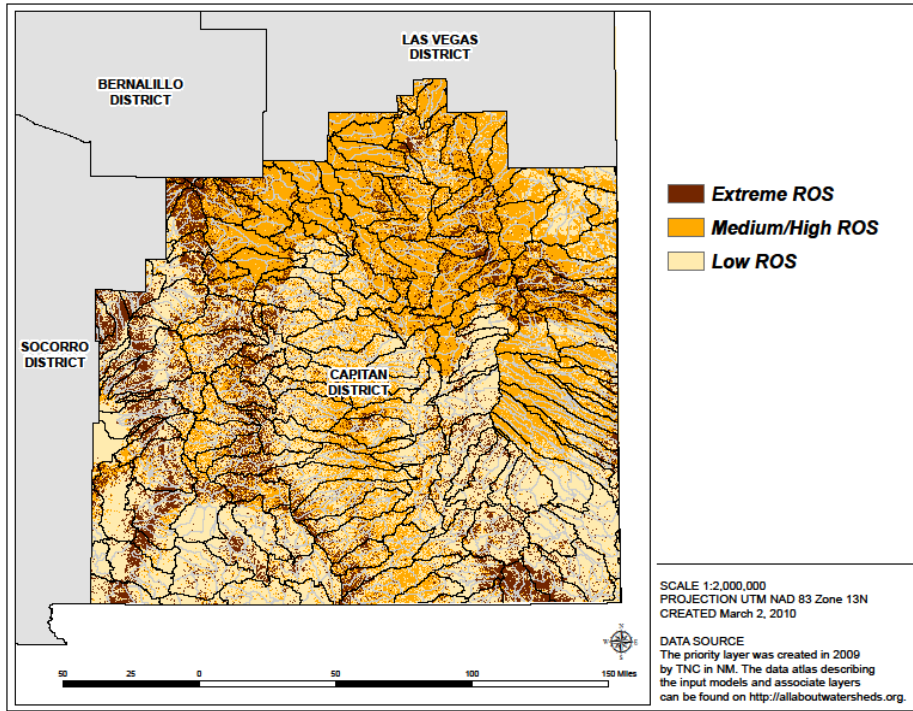 LAS VEGAS
DISTRICT
BERNALILLO
DISTRICT
SOCORRO
DISTRICT
CAPITAN
DISTRICT
Extreme ROS
Medium/High ROS
Low ROS
SCALE 1:2,000,000
PROJECTION UTM NAD 83 Zone 13N
CREATED March 2, 2010
DATA SOURCE
The priority layer was created in 2009
by TNC in NM. The data atlas describing
the input models and associate layers
can be found on http://allaboutwatersheds.org.
N
W E
S
50 25 0 50 100 150 Miles